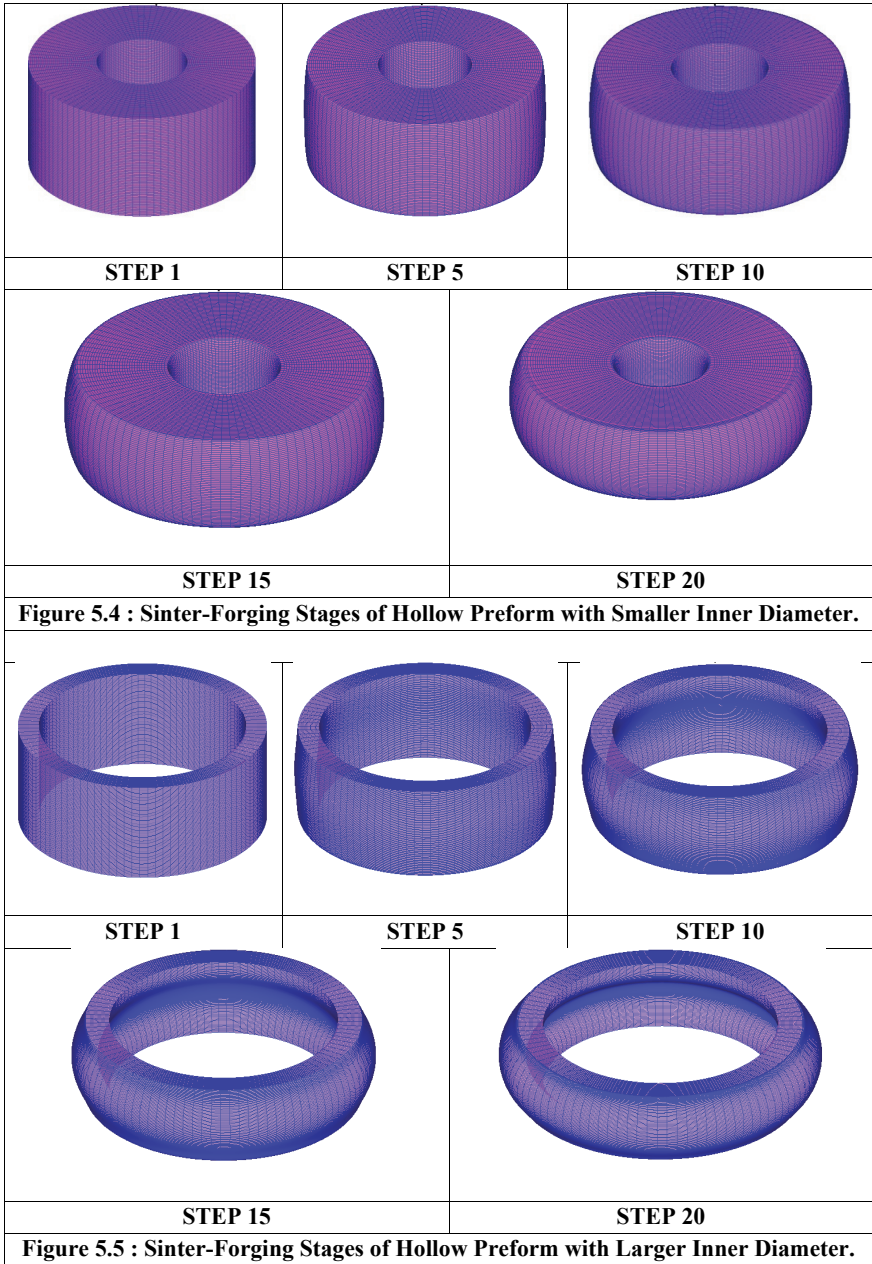 STEP 1 STEP 5 STEP 10
STEP 15 STEP 20
Figure 5.4 : Sinter-Forging Stages of Hollow Preform with Smaller Inner Diameter.
STEP 1 STEP 5 STEP 10
STEP 15 STEP 20
Figure 5.5 : Sinter-Forging Stages of Hollow Preform with Larger Inner Diameter.